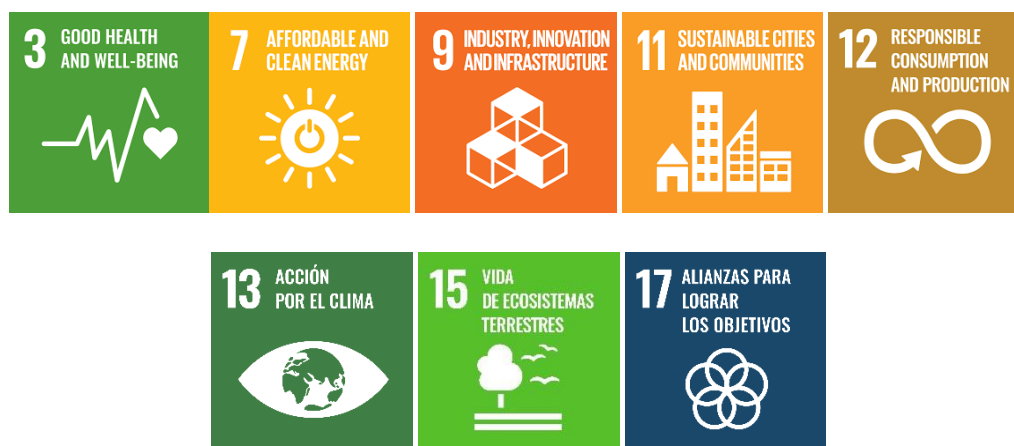 3 GOOD HEALTH
AND WELL-BEING
7 AFFORDABLE AND
CLEAN ENERGY
9 INDUSTRY, INNOVATION
AND INFRASTRUCTURE
11 SUSTAINABLE CITIES
AND COMMUNITIES
12 RESPONSIBLE
CONSUMPTION
AND PRODUCTION
13 ACCIÓN
POR EL CLIMA
15 VIDA
DE ECOSISTEMAS
TERRESTRES
17 ALIANZAS PARA
LOGRAR
LOS OBJETIVOS